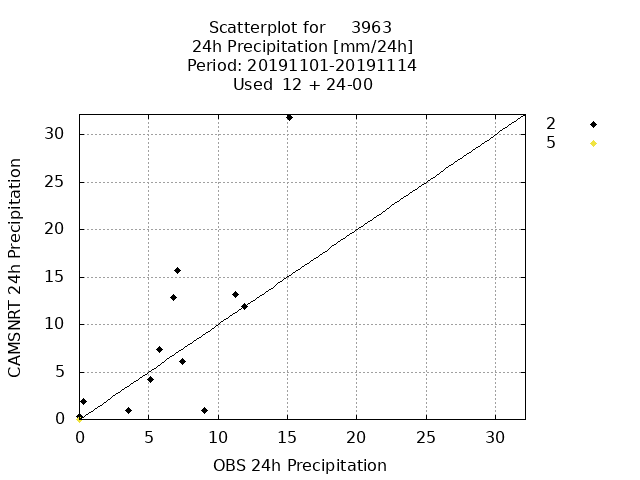 Scatterplot for 3963
24h Precipitation [mm/24h]
Period: 20191101-20191114
Used 12 + 24-00
2
5
CAMSNRT 24h Precipitation
30
25
20
15
10
5
0
0 5 10 15 20 25 30
OBS 24h Precipitation